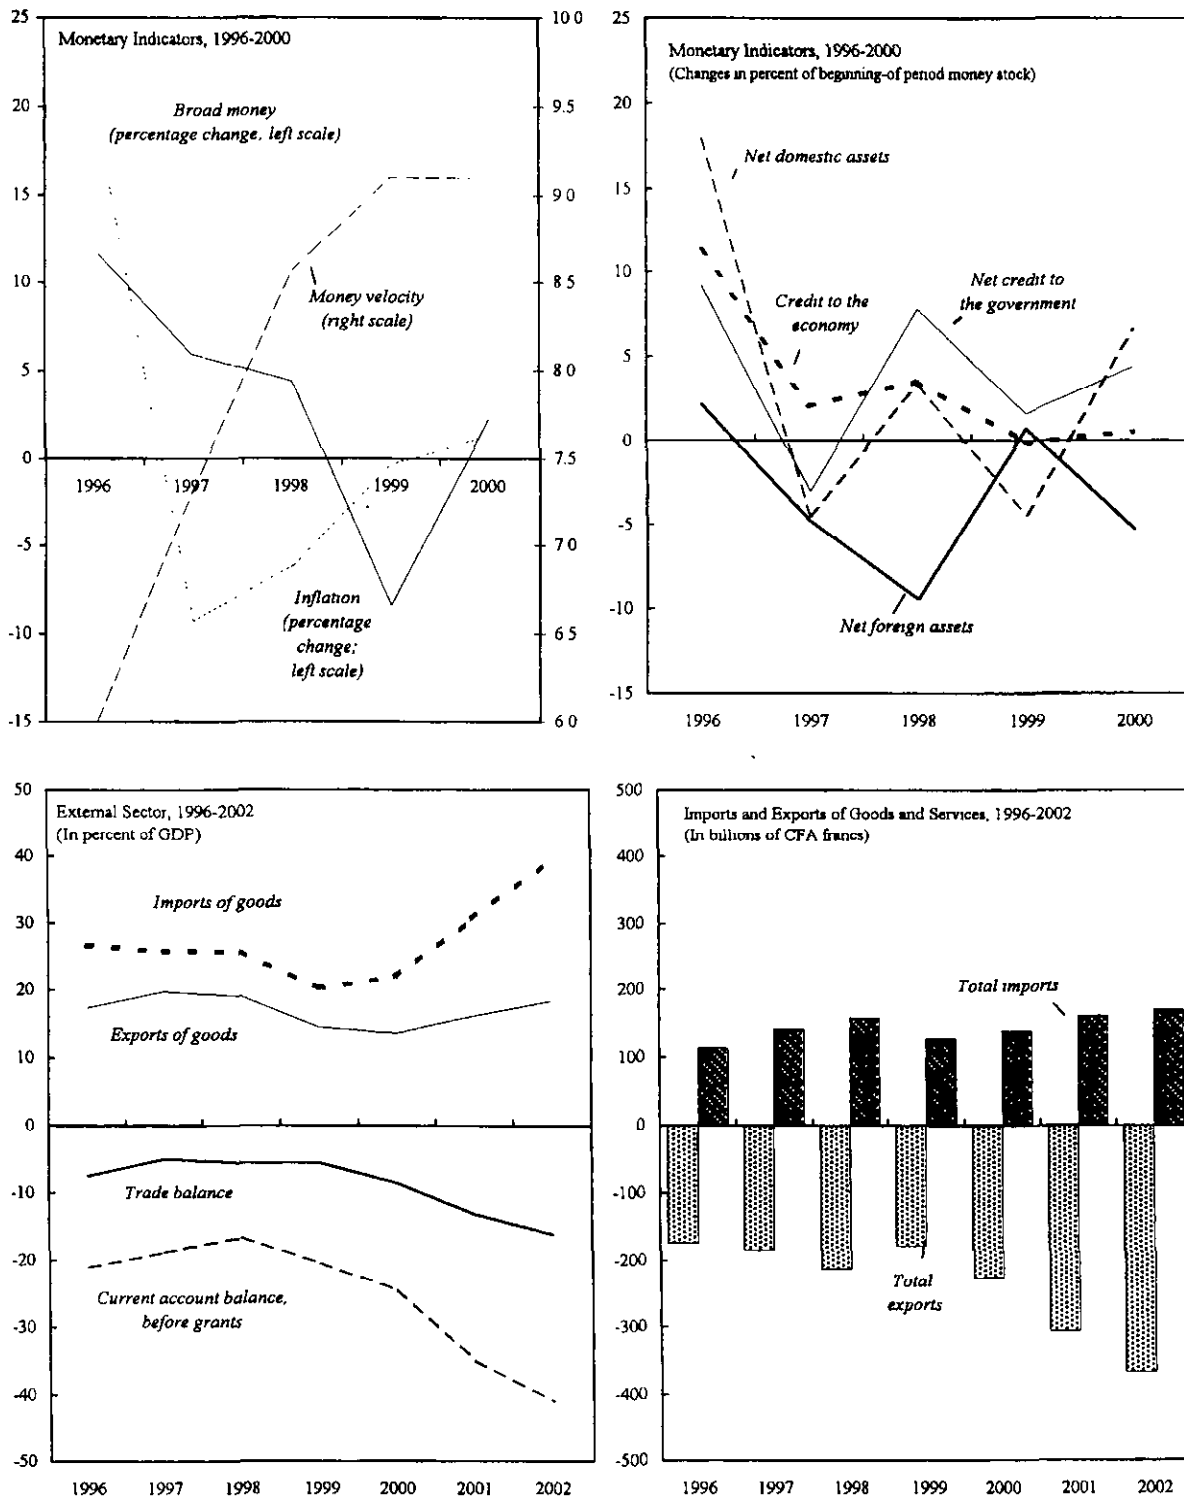 Monetary Indicators, 1996-2000
Broad money
(percentage change, left scale)
Money velocity
(right scale)
Inflation
(percentage
change;
left scale)
25
20
15
10
5
0
-5
-10
-15
10 0
9.5
9 0
8.5
8 0
7.5
7 0
6.5
6 0
1996 1997 1998 1999 2000
Monetary Indicators, 1996-2000
(Changes in percent of beginning-of period money stock)
Net domestic assets
Credit to the
economy
Net credit to
the government
Net foreign assets
25
20
15
10
5
0
-5
-10
-15
1996 1997 1998 1999 2000
External Sector, 1996-2002
(In percent of GDP)
Imports of goods
Exports of goods
Trade balance
Current account balance,
before grants
50
40
30
20
10
0
-10
-20
-30
-40
-50
1996 1997 1998 1999 2000 2001 2002
Imports and Exports of Goods and Services, 1996-2002
(In billions of CFA francs)
Total imports
Total
exports
500
400
300
200
100
0
-100
-200
-300
-400
-500
1996 1997 1998 1999 2000 2001 2002